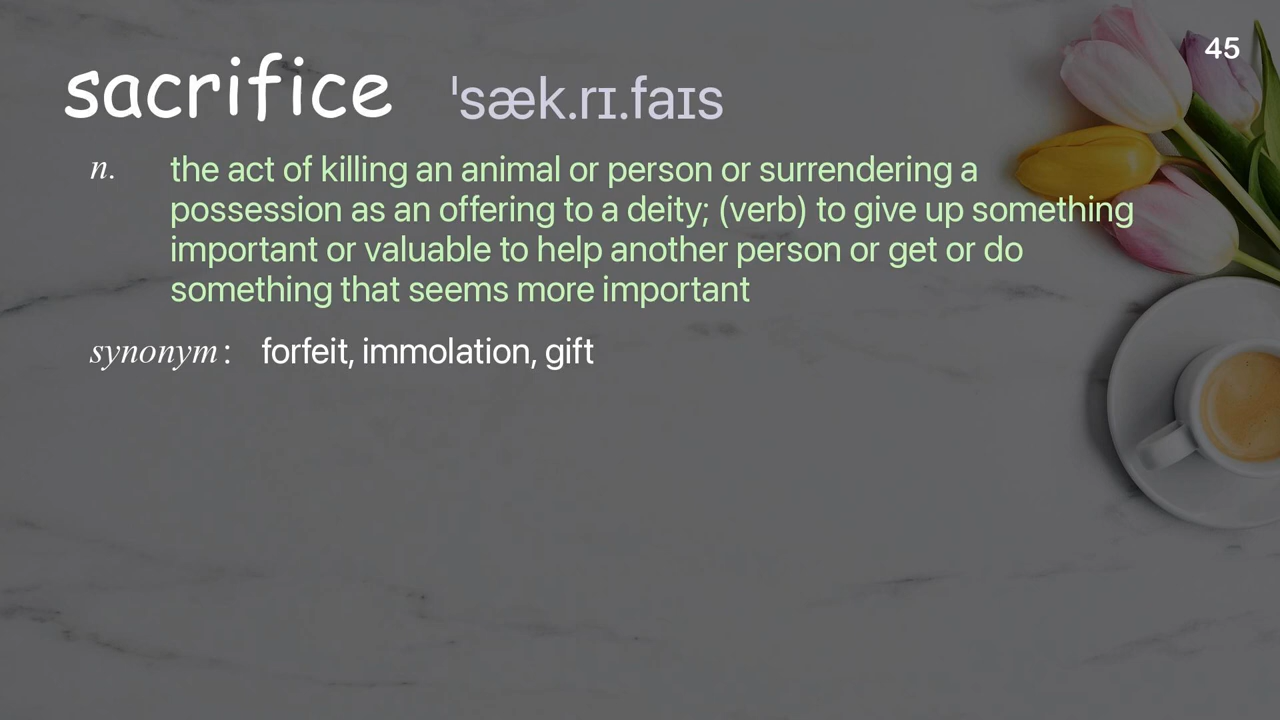 45
sacrifice ˈsæk.rɪ.faɪs
n. the act of killing an animal or person or surrendering a
possession as an offering to a deity; (verb) to give up something
important or valuable to help another person or get or do
something that seems more important
synonym: forfeit, immolation, gift